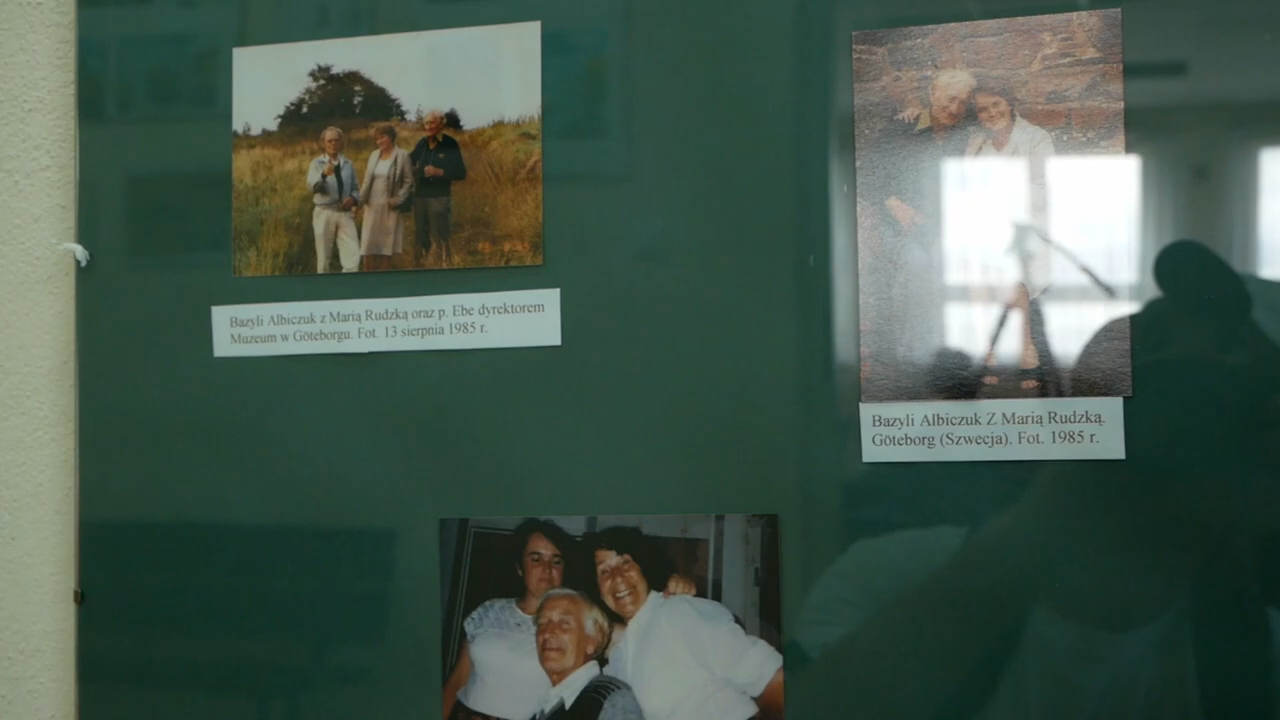 Bazyli Albiczuk z Marią Rudzką oraz p. Ebe dyrektorem
Muzeum w Göteborgu. Fot. 13 sierpnia 1985 r.
Bazyli Albiczuk Z Marią Rudzką.
Göteborg (Szwecja). Fot. 1985 r.